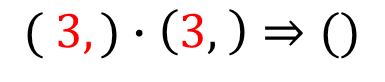 ( 3,) · (3, ) ⇒ ()